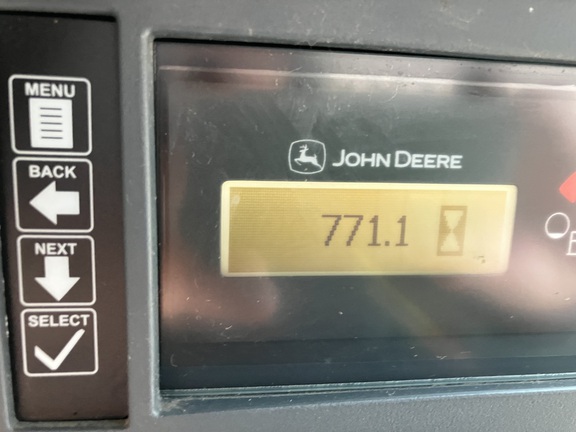 MENU
BACK
NEXT
SELECT
JOHN DEERE
771.1